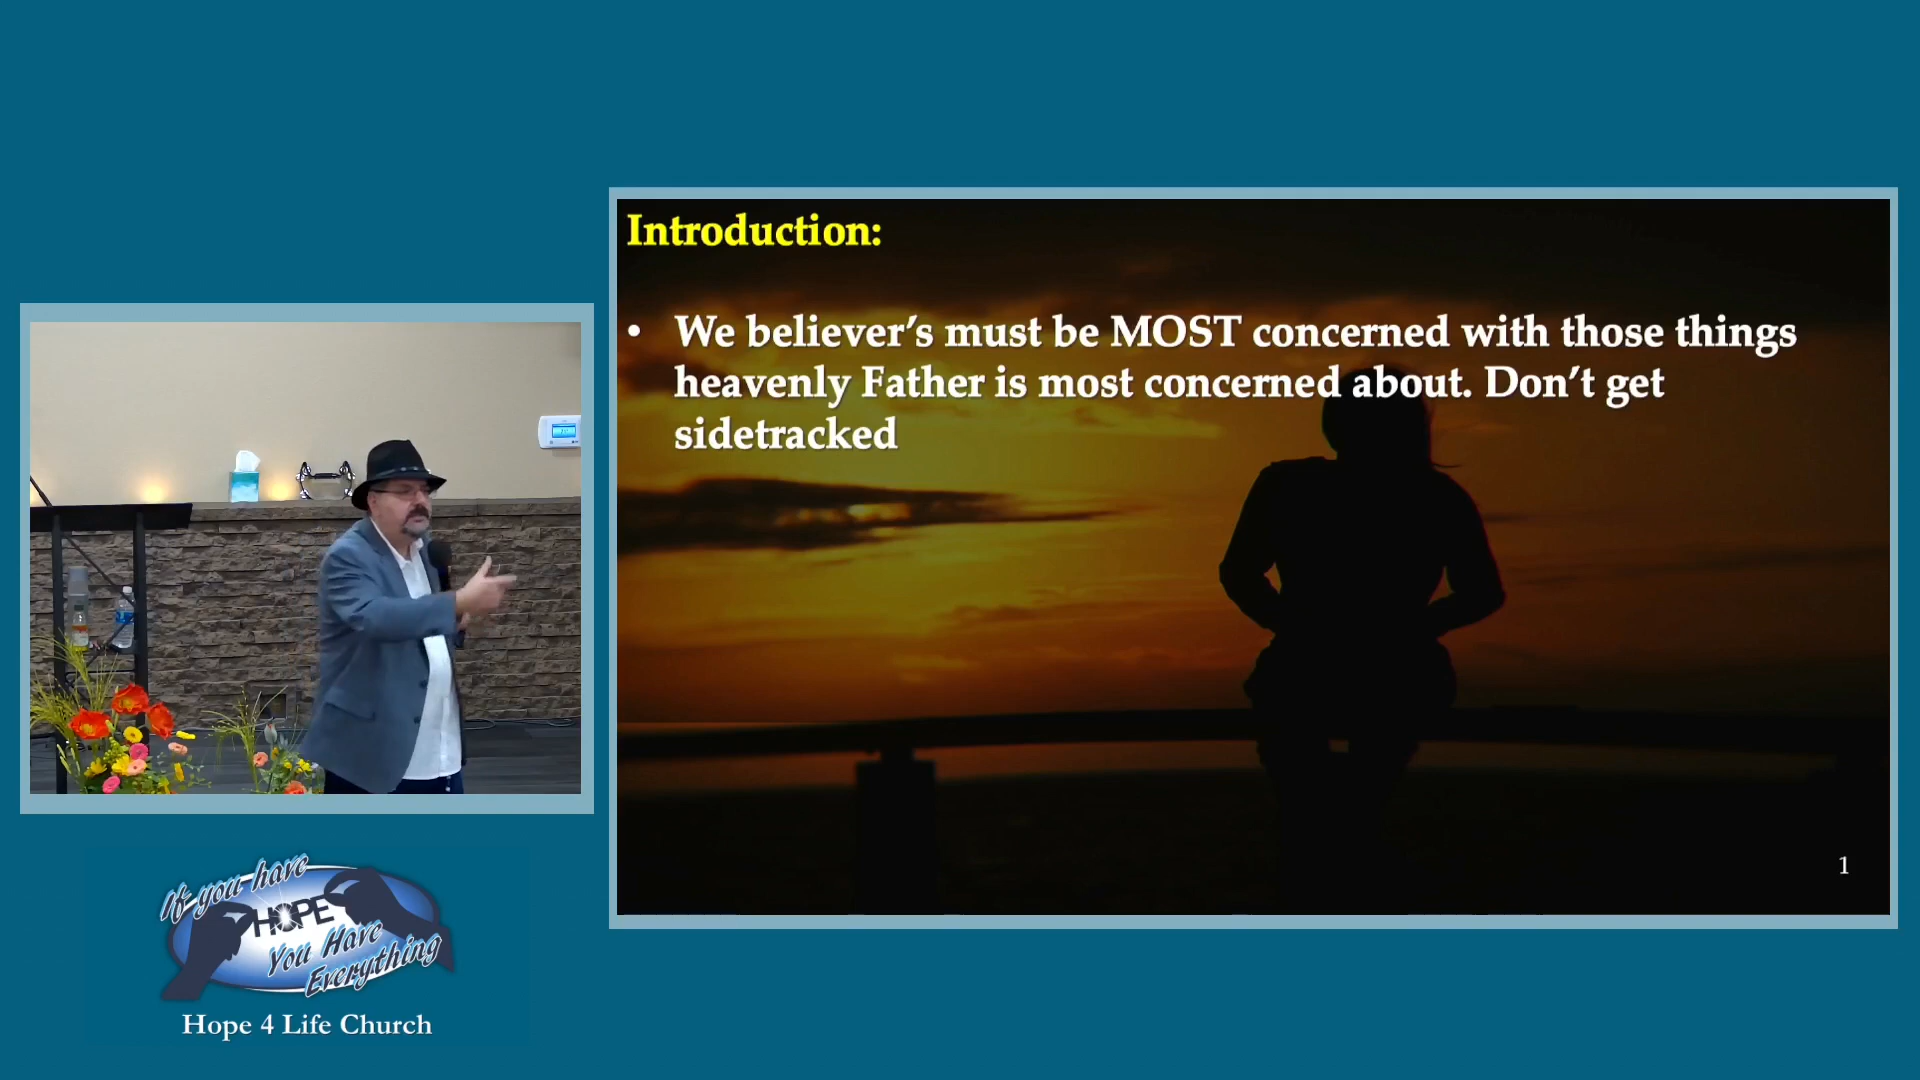 Introduction:
• We believer's must be MOST concerned with those things
heavenly Father is most concerned about. Don't get
sidetracked
1
If you have
HOPE
You Have
Everything
Hope 4 Life Church